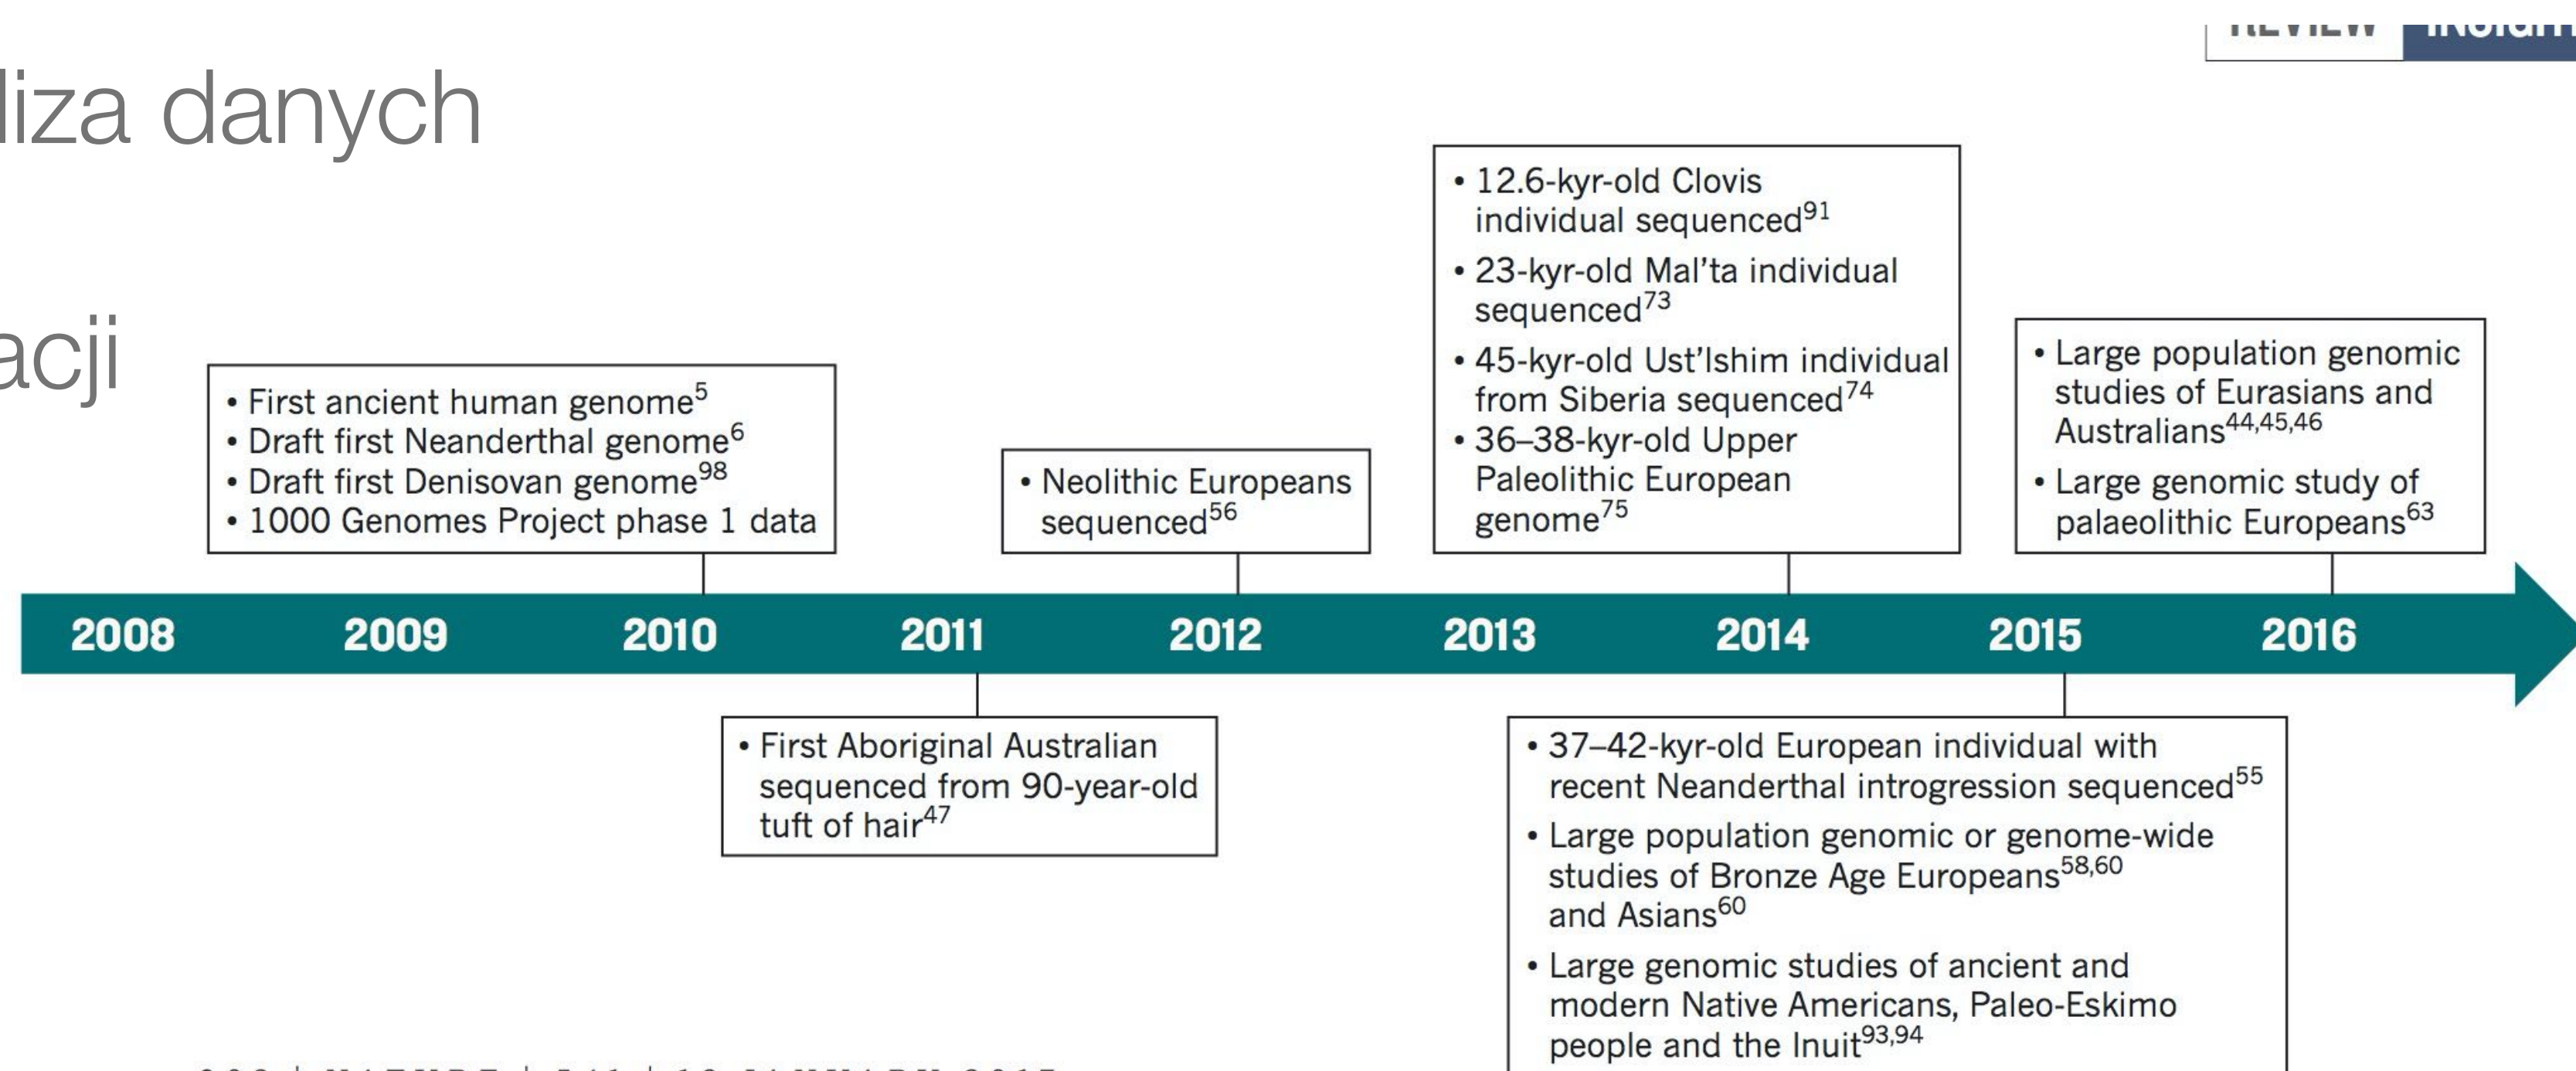 danych
• 12.6-kyr-old Clovis
individual sequenced91
• 23-kyr-old Mal’ta individual
sequenced73
• 45-kyr-old Ust’Ishim individual
from Siberia sequenced74
• 36–38-kyr-old Upper
Paleolithic European
genome75
• Large population genomic
studies of Eurasians and
Australians44,45,46
• Large genomic study of
palaeolithic Europeans63
• First ancient human genome5
• Draft first Neanderthal genome6
• Draft first Denisovan genome98
• 1000 Genomes Project phase 1 data
• Neolithic Europeans
sequenced56
2008 2009 2010 2011 2012 2013 2014 2015 2016
• First Aboriginal Australian
sequenced from 90-year-old
tuft of hair47
• 37–42-kyr-old European individual with
recent Neanderthal introgression sequenced55
• Large population genomic or genome-wide
studies of Bronze Age Europeans58,60
and Asians60
• Large genomic studies of ancient and
modern Native Americans, Paleo-Eskimo
people and the Inuit93,94